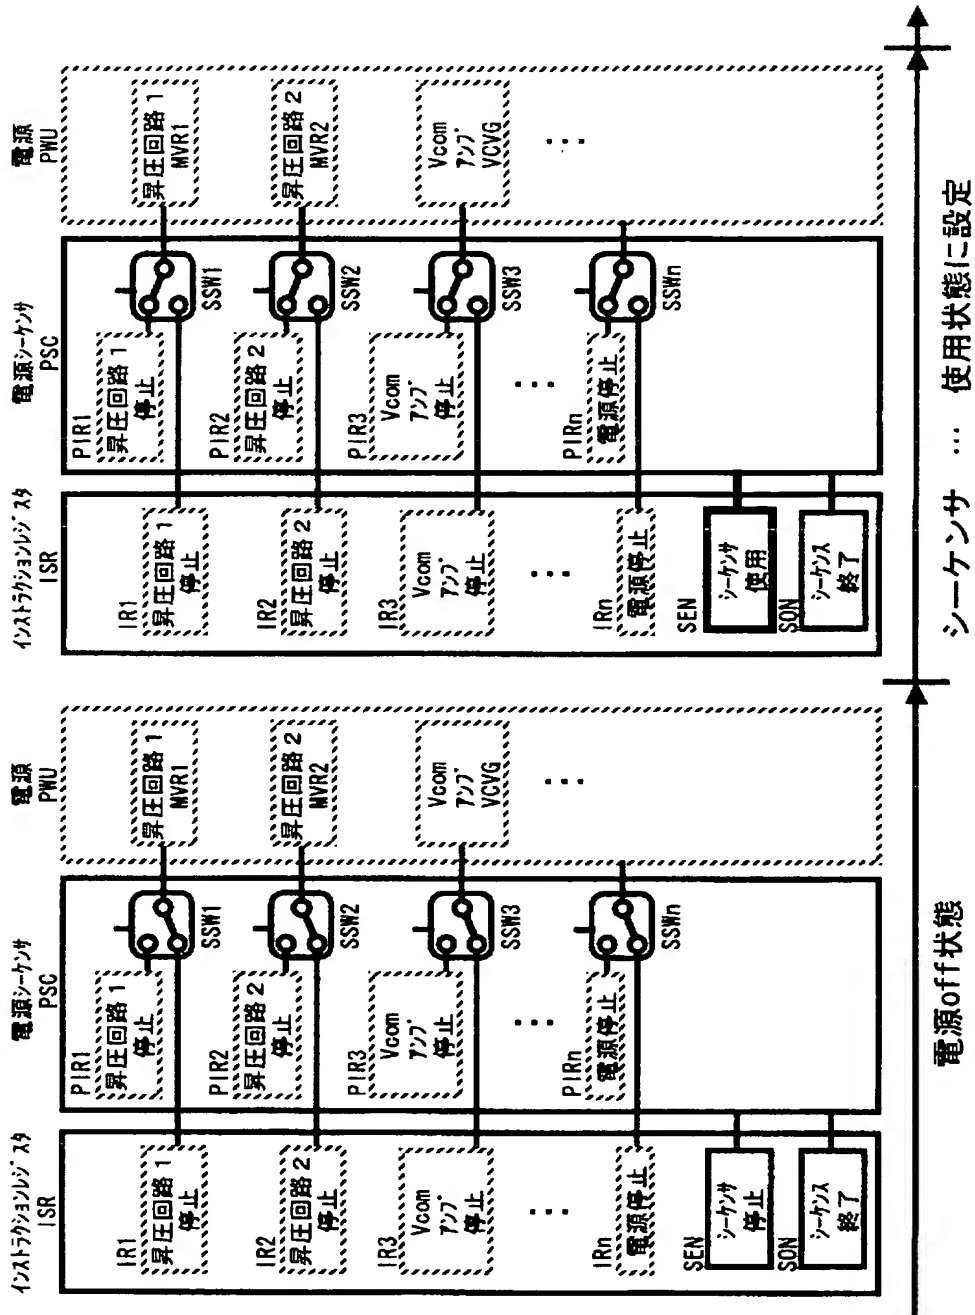 インストラクションレジスタ
ISR
IR1
昇圧回路1
停止
IR2
昇圧回路2
停止
IR3
Vcom
アンプ
停止
...
IRn
電源停止
SEN
シーケンサ
停止
SON
シーケンス
終了
電源シーケンサ
PSC
PIR1
昇圧回路1
停止
PIR2
昇圧回路2
停止
PIR3
Vcom
アンプ
停止
...
PIRn
電源停止
SSW1
SSW2
SSW3
SSWn
電源
PWU
昇圧回路1
MVR1
昇圧回路2
MVR2
Vcom
アンプ
VCVG
...
電源off状態
インストラクションレジスタ
ISR
IR1
昇圧回路1
停止
IR2
昇圧回路2
停止
IR3
Vcom
アンプ
停止
...
IRn
電源停止
SEN
シーケンサ
使用
SON
シーケンス
終了
電源シーケンサ
PSC
PIR1
昇圧回路1
停止
PIR2
昇圧回路2
停止
PIR3
Vcom
アンプ
停止
...
PIRn
電源停止
SSW1
SSW2
SSW3
SSWn
電源
PWU
昇圧回路1
MVR1
昇圧回路2
MVR2
Vcom
アンプ
VCVG
...
シーケンサ ... 使用状態に設定